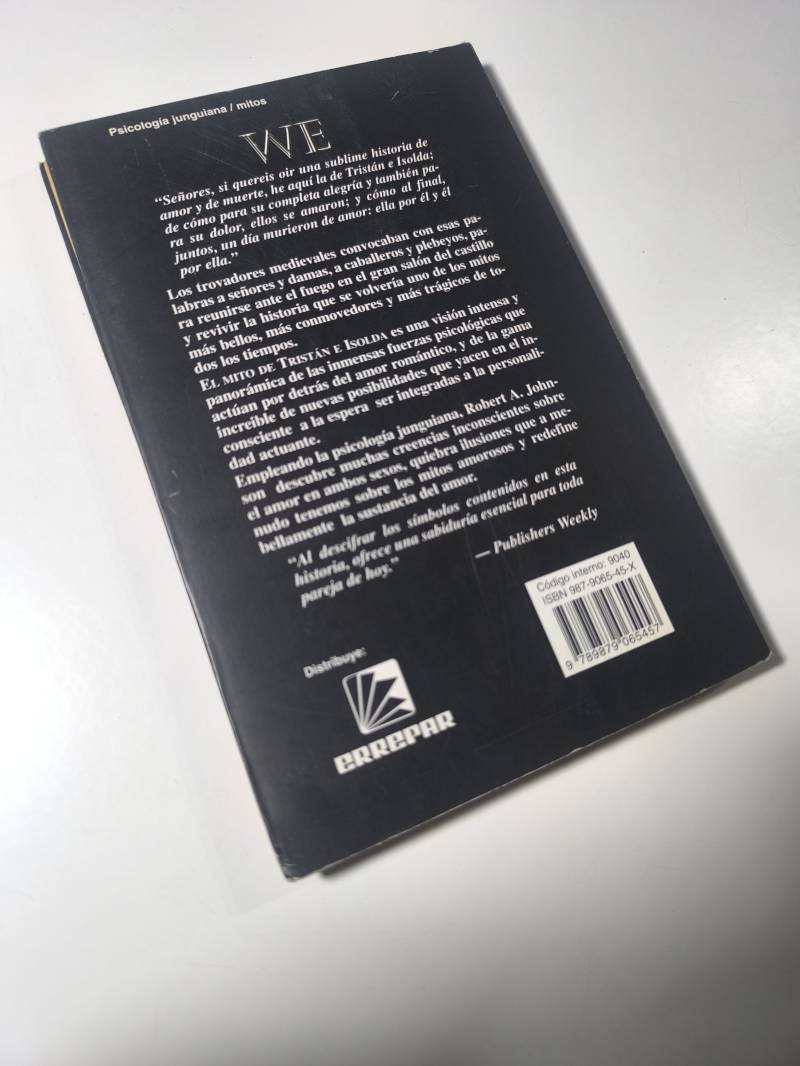 Psicología junguiana / mitos
WE
“Señores, si quereis oir una sublime historia de
amor y de muerte, he aquí la de Tristán e Isolda;
de cómo para su completa alegría y también pa-
ra su dolor, ellos se amaron; y cómo al final,
juntos, un día murieron de amor: ella por él y él
por ella.”
Los trovadores medievales convocaban con esas pa-
labras a señores y damas, a caballeros y plebeyos, pa-
ra reunirse ante el fuego en el gran salón del castillo
y revivir la historia que se volvería uno de los mitos
más bellos, más conmovedores y más trágicos de to-
dos los tiempos.
EL MITO DE TRISTÁN E ISOLDA es una visión intensa y
panorámica de las inmensas fuerzas psicológicas que
actúan por detrás del amor romántico, y de la gama
increíble de nuevas posibilidades que yacen en el in-
consciente a la espera ser integradas a la personali-
dad actuante.
Empleando la psicología junguiana, Robert A. John-
son descubre muchas creencias inconscientes sobre
el amor en ambos sexos, quiebra ilusiones que a me-
nudo tenemos sobre los mitos amorosos y redefine
bellamente la sustancia del amor.
“Al descifrar los símbolos contenidos en esta
historia, ofrece una sabiduría esencial para toda
pareja de hoy.”
— Publishers Weekly
Código interno: 9040
ISBN 987-9065-45-X
9 789879 065457
Distribuye:
ERREPAR